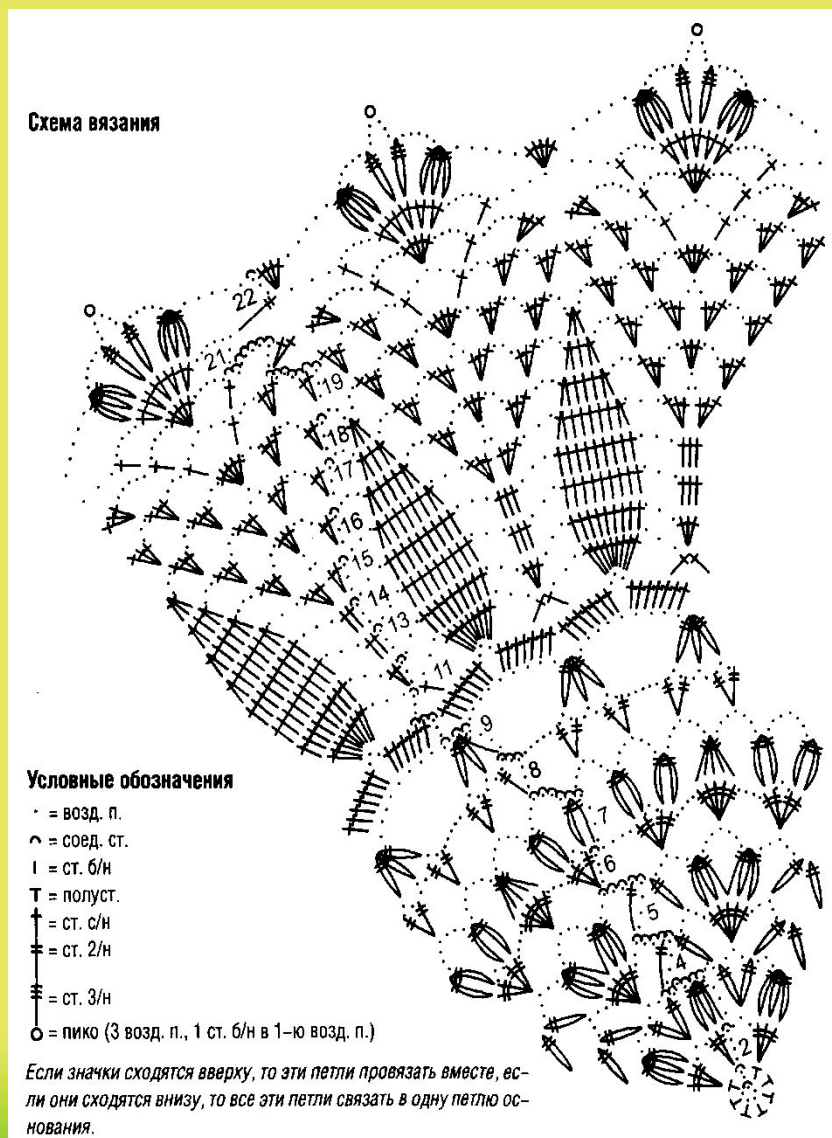 Схема вязания
22
21
19
18
17
16
15
14
13
11
9
8
7
6
5
4
2
Условные обозначения
· = возд. п.
= соед. ст.
= ст. б/н
= полуст.
= ст. с/н
= ст. 2/н
= ст. 3/н
= пико (3 возд. п., 1 ст. б/н в 1–ю возд. п.)
Если значки сходятся вверху, то эти петли провязать вместе, ес-
ли они сходятся внизу, то все эти петли связать в одну петлю ос-
нования.